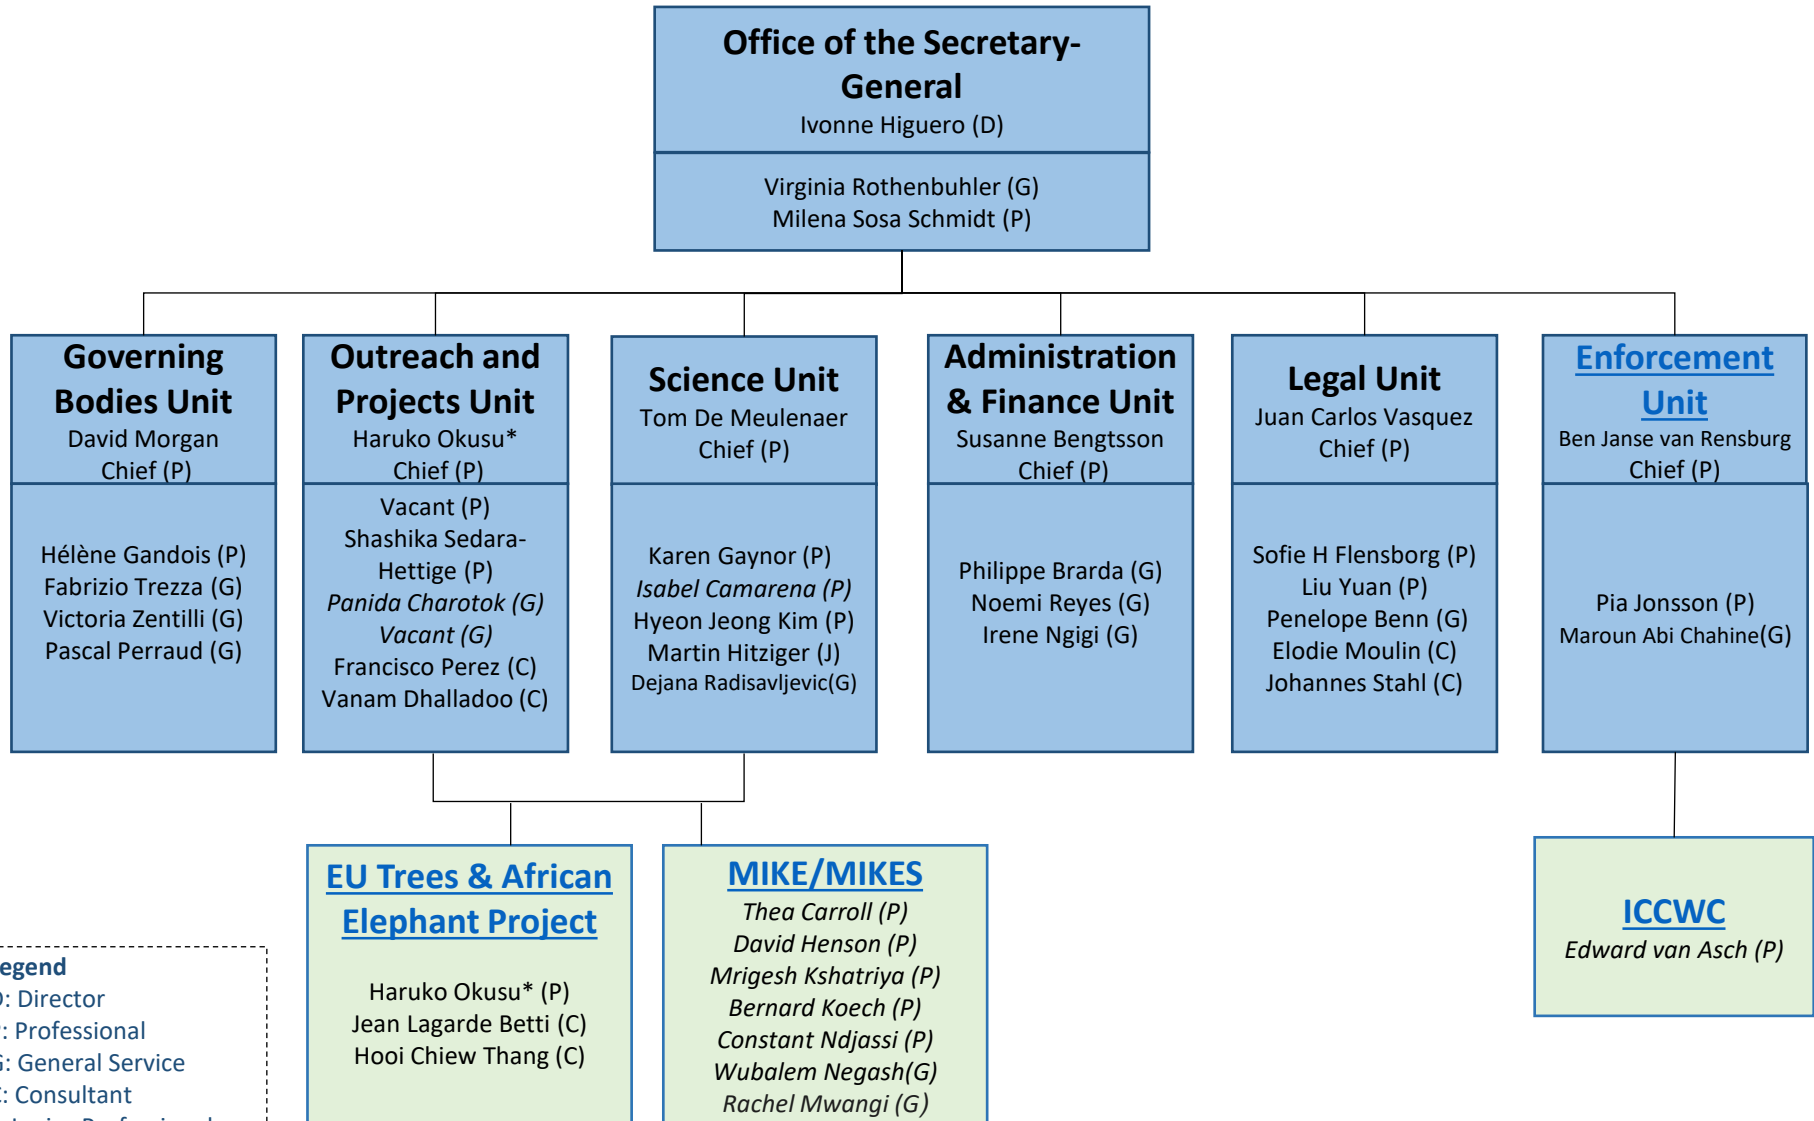 Office of the Secretary-
General
Ivonne Higuero (D)
Virginia Rothenbuhler (G)
Milena Sosa Schmidt (P)
Governing
Bodies Unit
David Morgan
Chief (P)
Hélène Gandois (P)
Fabrizio Trezza (G)
Victoria Zentilli (G)
Pascal Perraud (G)
Outreach and
Projects Unit
Haruko Okusu*
Chief (P)
Vacant (P)
Shashika Sedara-
Hettige (P)
Panida Charotok (G)
Vacant (G)
Francisco Perez (C)
Vanam Dhalladoo (C)
Science Unit
Tom De Meulenaer
Chief (P)
Karen Gaynor (P)
Isabel Camarena (P)
Hyeon Jeong Kim (P)
Martin Hitziger (J)
Dejana Radisavljevic(G)
Administration
& Finance Unit
Susanne Bengtsson
Chief (P)
Philippe Brarda (G)
Noemi Reyes (G)
Irene Ngigi (G)
Legal Unit
Juan Carlos Vasquez
Chief (P)
Sofie H Flensborg (P)
Liu Yuan (P)
Penelope Benn (G)
Elodie Moulin (C)
Johannes Stahl (C)
Enforcement
Unit
Ben Janse van Rensburg
Chief (P)
Pia Jonsson (P)
Maroun Abi Chahine(G)
EU Trees & African
Elephant Project
Haruko Okusu* (P)
Jean Lagarde Betti (C)
Hooi Chiew Thang (C)
MIKE/MIKES
Thea Carroll (P)
David Henson (P)
Mrigesh Kshatriya (P)
Bernard Koech (P)
Constant Ndjassi (P)
Wubalem Negash(G)
Rachel Mwangi (G)
ICCWC
Edward van Asch (P)
egend
: Director
: Professional
: General Service
: Consultant